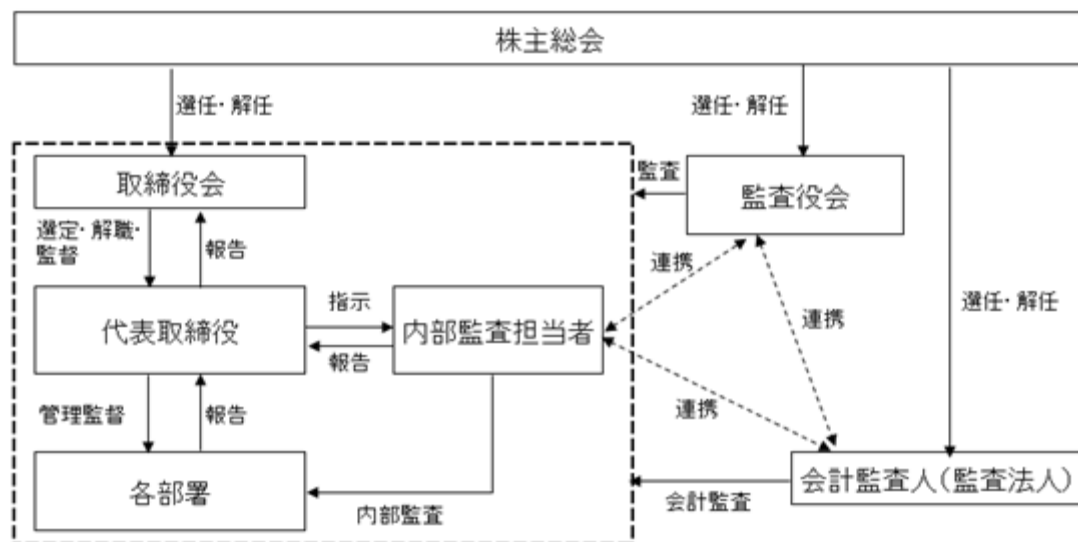 株主総会
選任・解任
選任・解任
取締役会
監査
監査役会
選定・解職・
監督
報告
連携
選任・解任
代表取締役
指示
報告
内部監査担当者
連携
管理監督
報告
連携
各部署
内部監査
会計監査
会計監査人(監査法人)